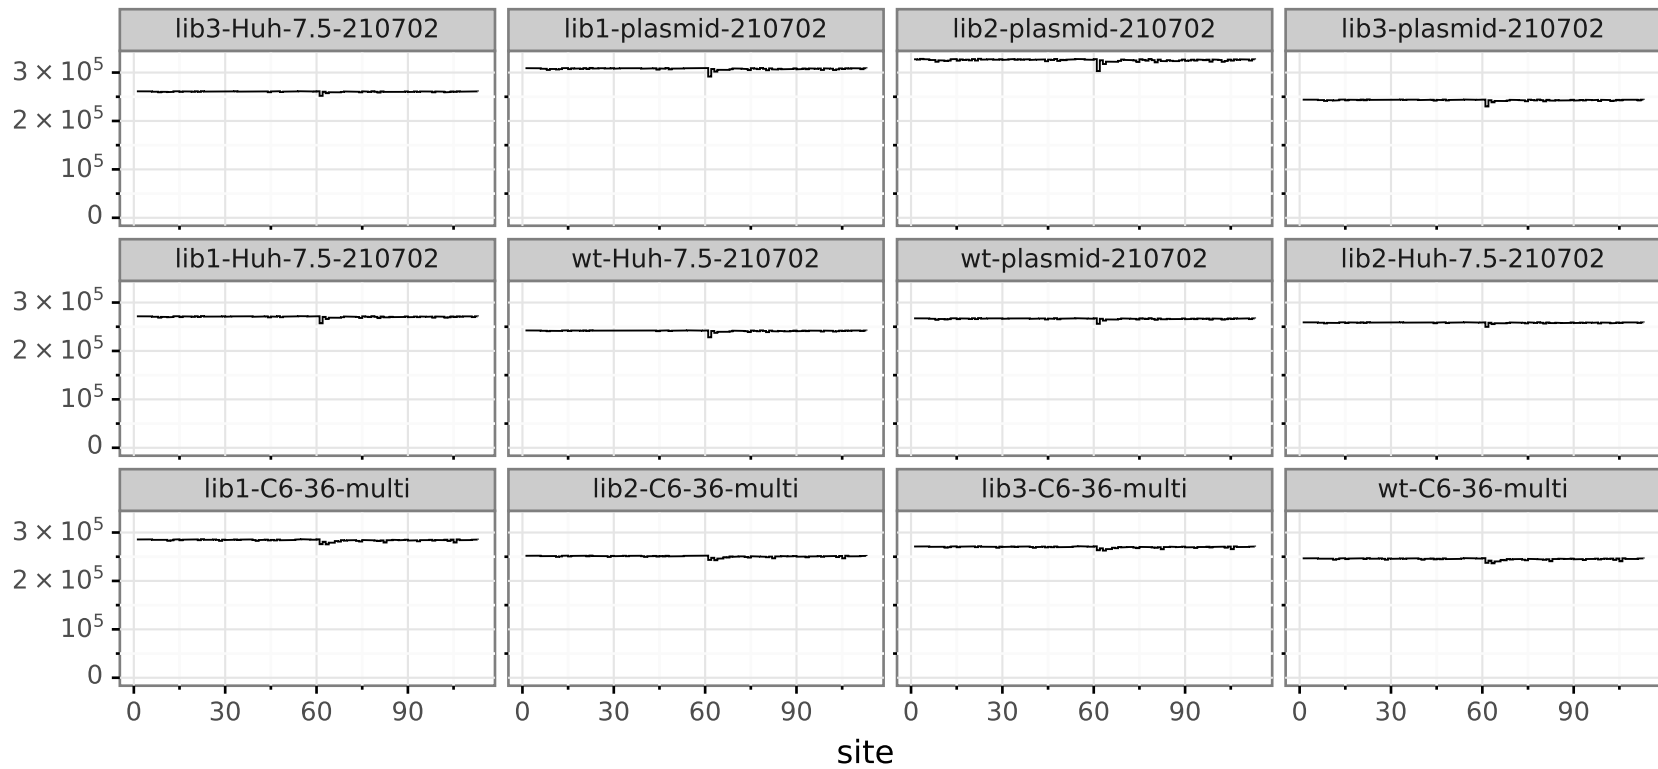 lib3-Huh-7.5-210702 lib1-plasmid-210702 lib2-plasmid-210702 lib3-plasmid-210702
3 × 10⁵
2 × 10⁵
10⁵
0
lib1-Huh-7.5-210702 wt-Huh-7.5-210702 wt-plasmid-210702 lib2-Huh-7.5-210702
3 × 10⁵
2 × 10⁵
10⁵
0
lib1-C6-36-multi lib2-C6-36-multi lib3-C6-36-multi wt-C6-36-multi
3 × 10⁵
2 × 10⁵
10⁵
0
0 30 60 90 0 30 60 90 0 30 60 90 0 30 60 90
site